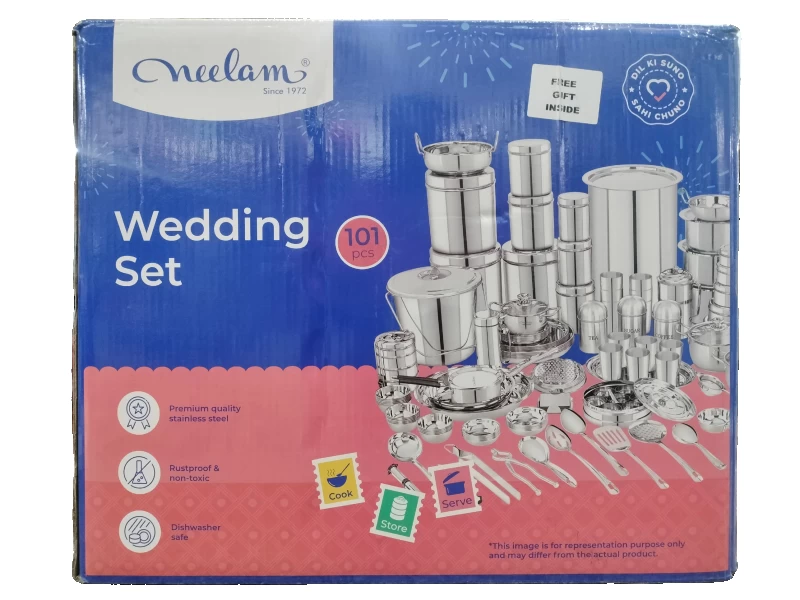 neelam®
Since 1972
FREE
GIFT
INSIDE
DIL KI SUNO
SAHI CHUNO
Wedding
Set
101
pcs
TEA
SUGAR
Premium quality
stainless steel
Rustproof &
non-toxic
Dishwasher
safe
Cook
Store
Serve
*This image is for representation purpose only
and may differ from the actual product.